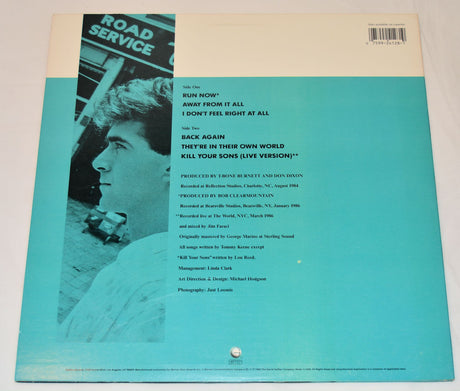 ROAD
SERVICE
Side One
RUN NOW*
AWAY FROM IT ALL
I DON'T FEEL RIGHT AT ALL
Side Two
BACK AGAIN
THEY'RE IN THEIR OWN WORLD
KILL YOUR SONS (LIVE VERSION)**
PRODUCED BY T-BONE BURNETT AND DON DIXON
Recorded at Reflection Studios, Charlotte, NC, August 1984
*PRODUCED BY BOB CLEARMOUNTAIN
Recorded at Bearsville Studios, Bearsville, NY, January 1986
**Recorded live at The World, NYC, March 1986
and mixed by Jim Faraci
Originally mastered by George Marino at Sterling Sound
All songs written by Tommy Keene except
"Kill Your Sons" written by Lou Reed.
Management: Linda Clark
Art Direction & Design: Michael Hodgson
Photography: Just Loomis